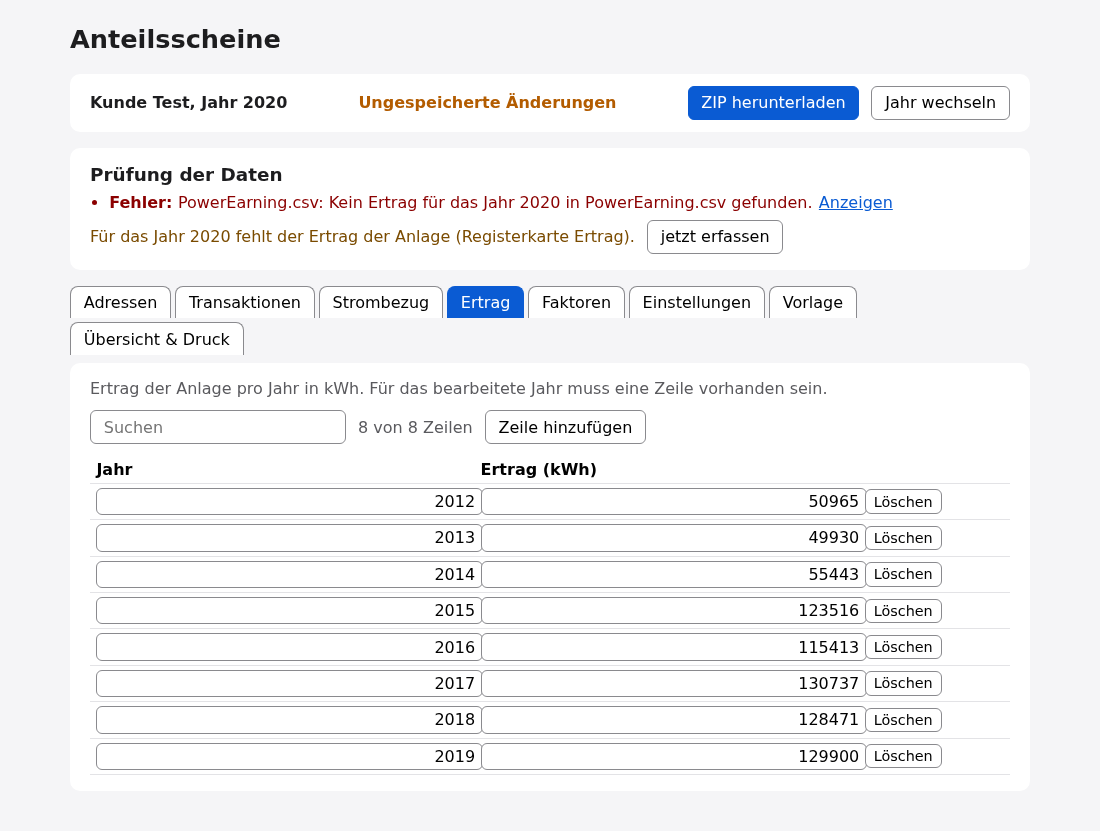 Anteilsscheine
Kunde Test, Jahr 2020 Ungespeicherte Änderungen ZIP herunterladen Jahr wechseln
Prüfung der Daten
• Fehler: PowerEarning.csv: Kein Ertrag für das Jahr 2020 in PowerEarning.csv gefunden. Anzeigen
Für das Jahr 2020 fehlt der Ertrag der Anlage (Registerkarte Ertrag). jetzt erfassen
Adressen Transaktionen Strombezug Ertrag Faktoren Einstellungen Vorlage
Übersicht & Druck
Ertrag der Anlage pro Jahr in kWh. Für das bearbeitete Jahr muss eine Zeile vorhanden sein.
Suchen 8 von 8 Zeilen Zeile hinzufügen
Jahr Ertrag (kWh)
2012 50965 Löschen
2013 49930 Löschen
2014 55443 Löschen
2015 123516 Löschen
2016 115413 Löschen
2017 130737 Löschen
2018 128471 Löschen
2019 129900 Löschen